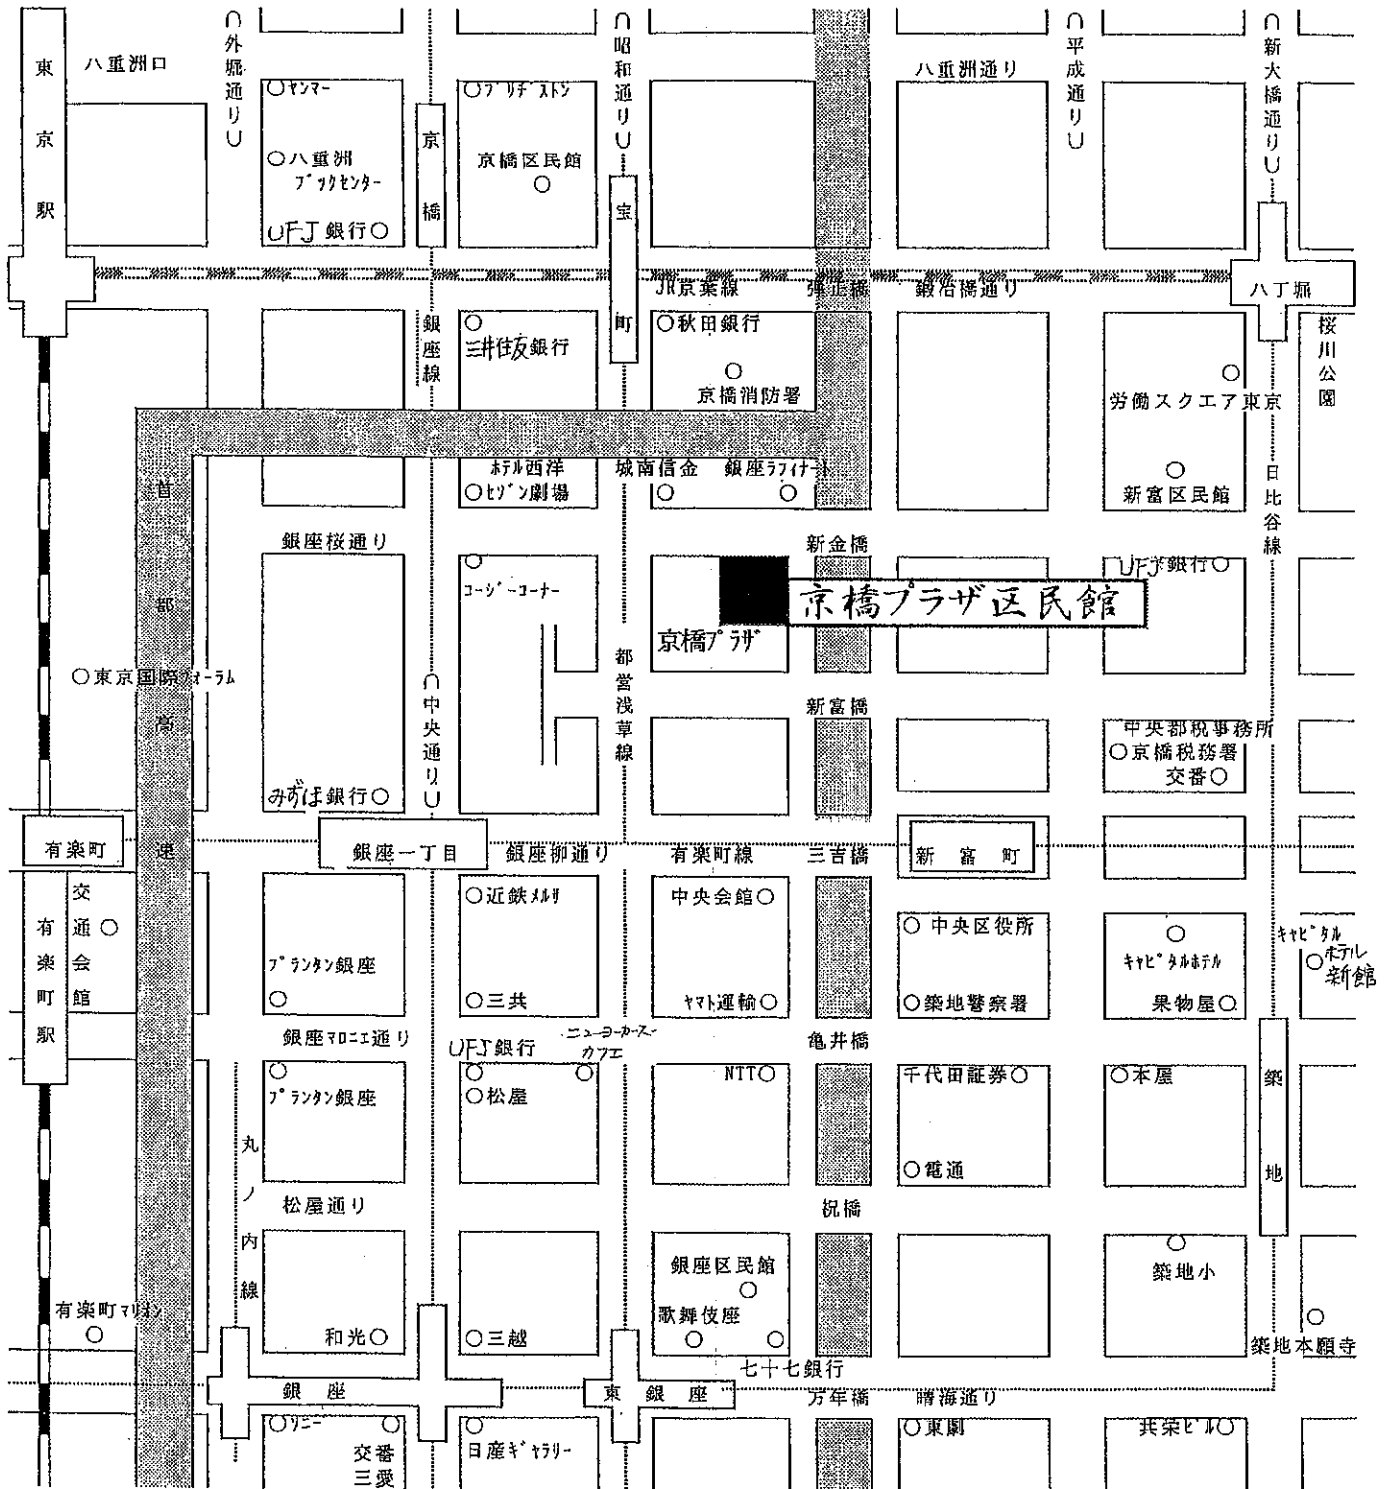 東京駅
八重洲口
外堀通り
ヤンマー
八重洲
ブックセンター
UFJ銀行
京橋
ブリヂストン
京橋区民館
昭和通り
宝町
八重洲通り
平成通り
新大橋通り
八丁堀
JR京葉線
弾正橋
鍛冶橋通り
銀座線
三井住友銀行
秋田銀行
京橋消防署
労働スクエア東京
桜川公園
首都高速
ホテル西洋
セゾン劇場
城南信金
銀座ラフィナート
新富区民館
日比谷線
銀座桜通り
コージーコーナー
新金橋
UFJ銀行
京橋プラザ区民館
京橋プラザ
都営浅草線
東京国際フォーラム
中央通り
新富橋
中央都税事務所
京橋税務署
交番
みずほ銀行
有楽町
銀座一丁目
銀座柳通り
有楽町線
三吉橋
新富町
交通会館
有楽町駅
近鉄メルサ
中央会館
中央区役所
キャピタルホテル
キャピタル
ホテル
新館
プランタン銀座
三共
ヤマト運輸
築地警察署
果物屋
銀座マロニエ通り
UFJ銀行
ニューヨーカーズ
カフェ
亀井橋
プランタン銀座
松屋
NTT
千代田証券
本屋
築地
丸ノ内線
電通
松屋通り
祝橋
銀座区民館
歌舞伎座
築地小
有楽町マリオン
和光
三越
築地本願寺
七十七銀行
銀座
東銀座
万年橋
晴海通り
ソニー
交番
三愛
日産ギャラリー
東劇
共栄ビル